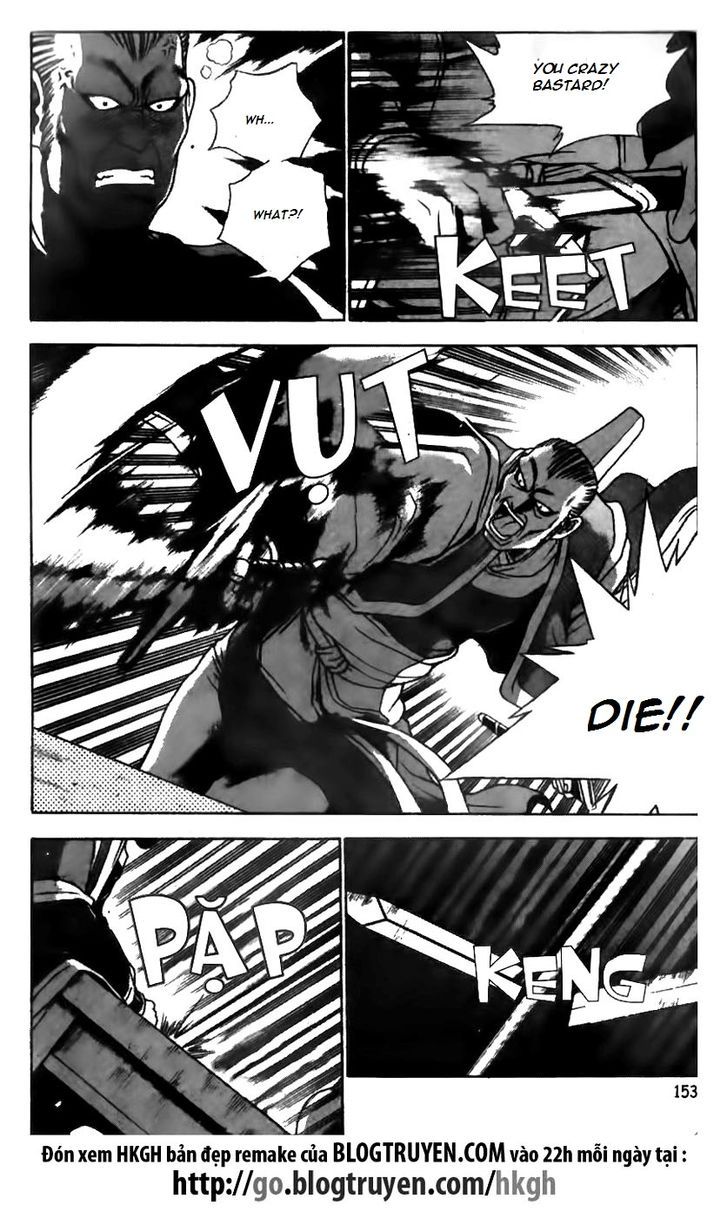 WH...
WHAT?!
YOU CRAZY
BASTARD!
KÉÉT
VỤT
DIE!!
PẶP
KENG
153
Đón xem HKGH bản đẹp remake của BLOGTRUYEN.COM vào 22h mỗi ngày tại :
http://go.blogtruyen.com/hkgh